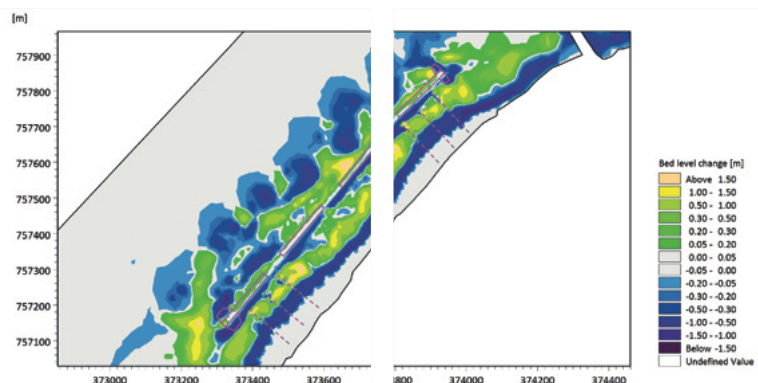 [m]
757900
757800
757700
757600
757500
757400
757300
757200
757100
373000
373200
373400
373600
800
374000
374200
374400
Bed level change [m]
Above 1.50
1.00 - 1.50
0.50 - 1.00
0.30 - 0.50
0.20 - 0.30
0.05 - 0.20
0.00 - 0.05
-0.05 - 0.00
-0.20 - -0.05
-0.30 - -0.20
-0.50 - -0.30
-1.00 - -0.50
-1.50 - -1.00
Below -1.50
Undefined Value